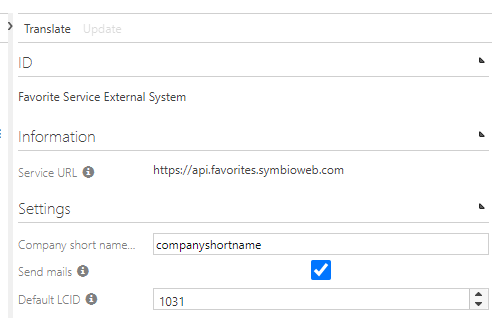 Translate Update
ID
Favorite Service External System
Information
Service URL https://api.favorites.symbioweb.com
Settings
Company short name... companyshortname
Send mails
Default LCID 1031